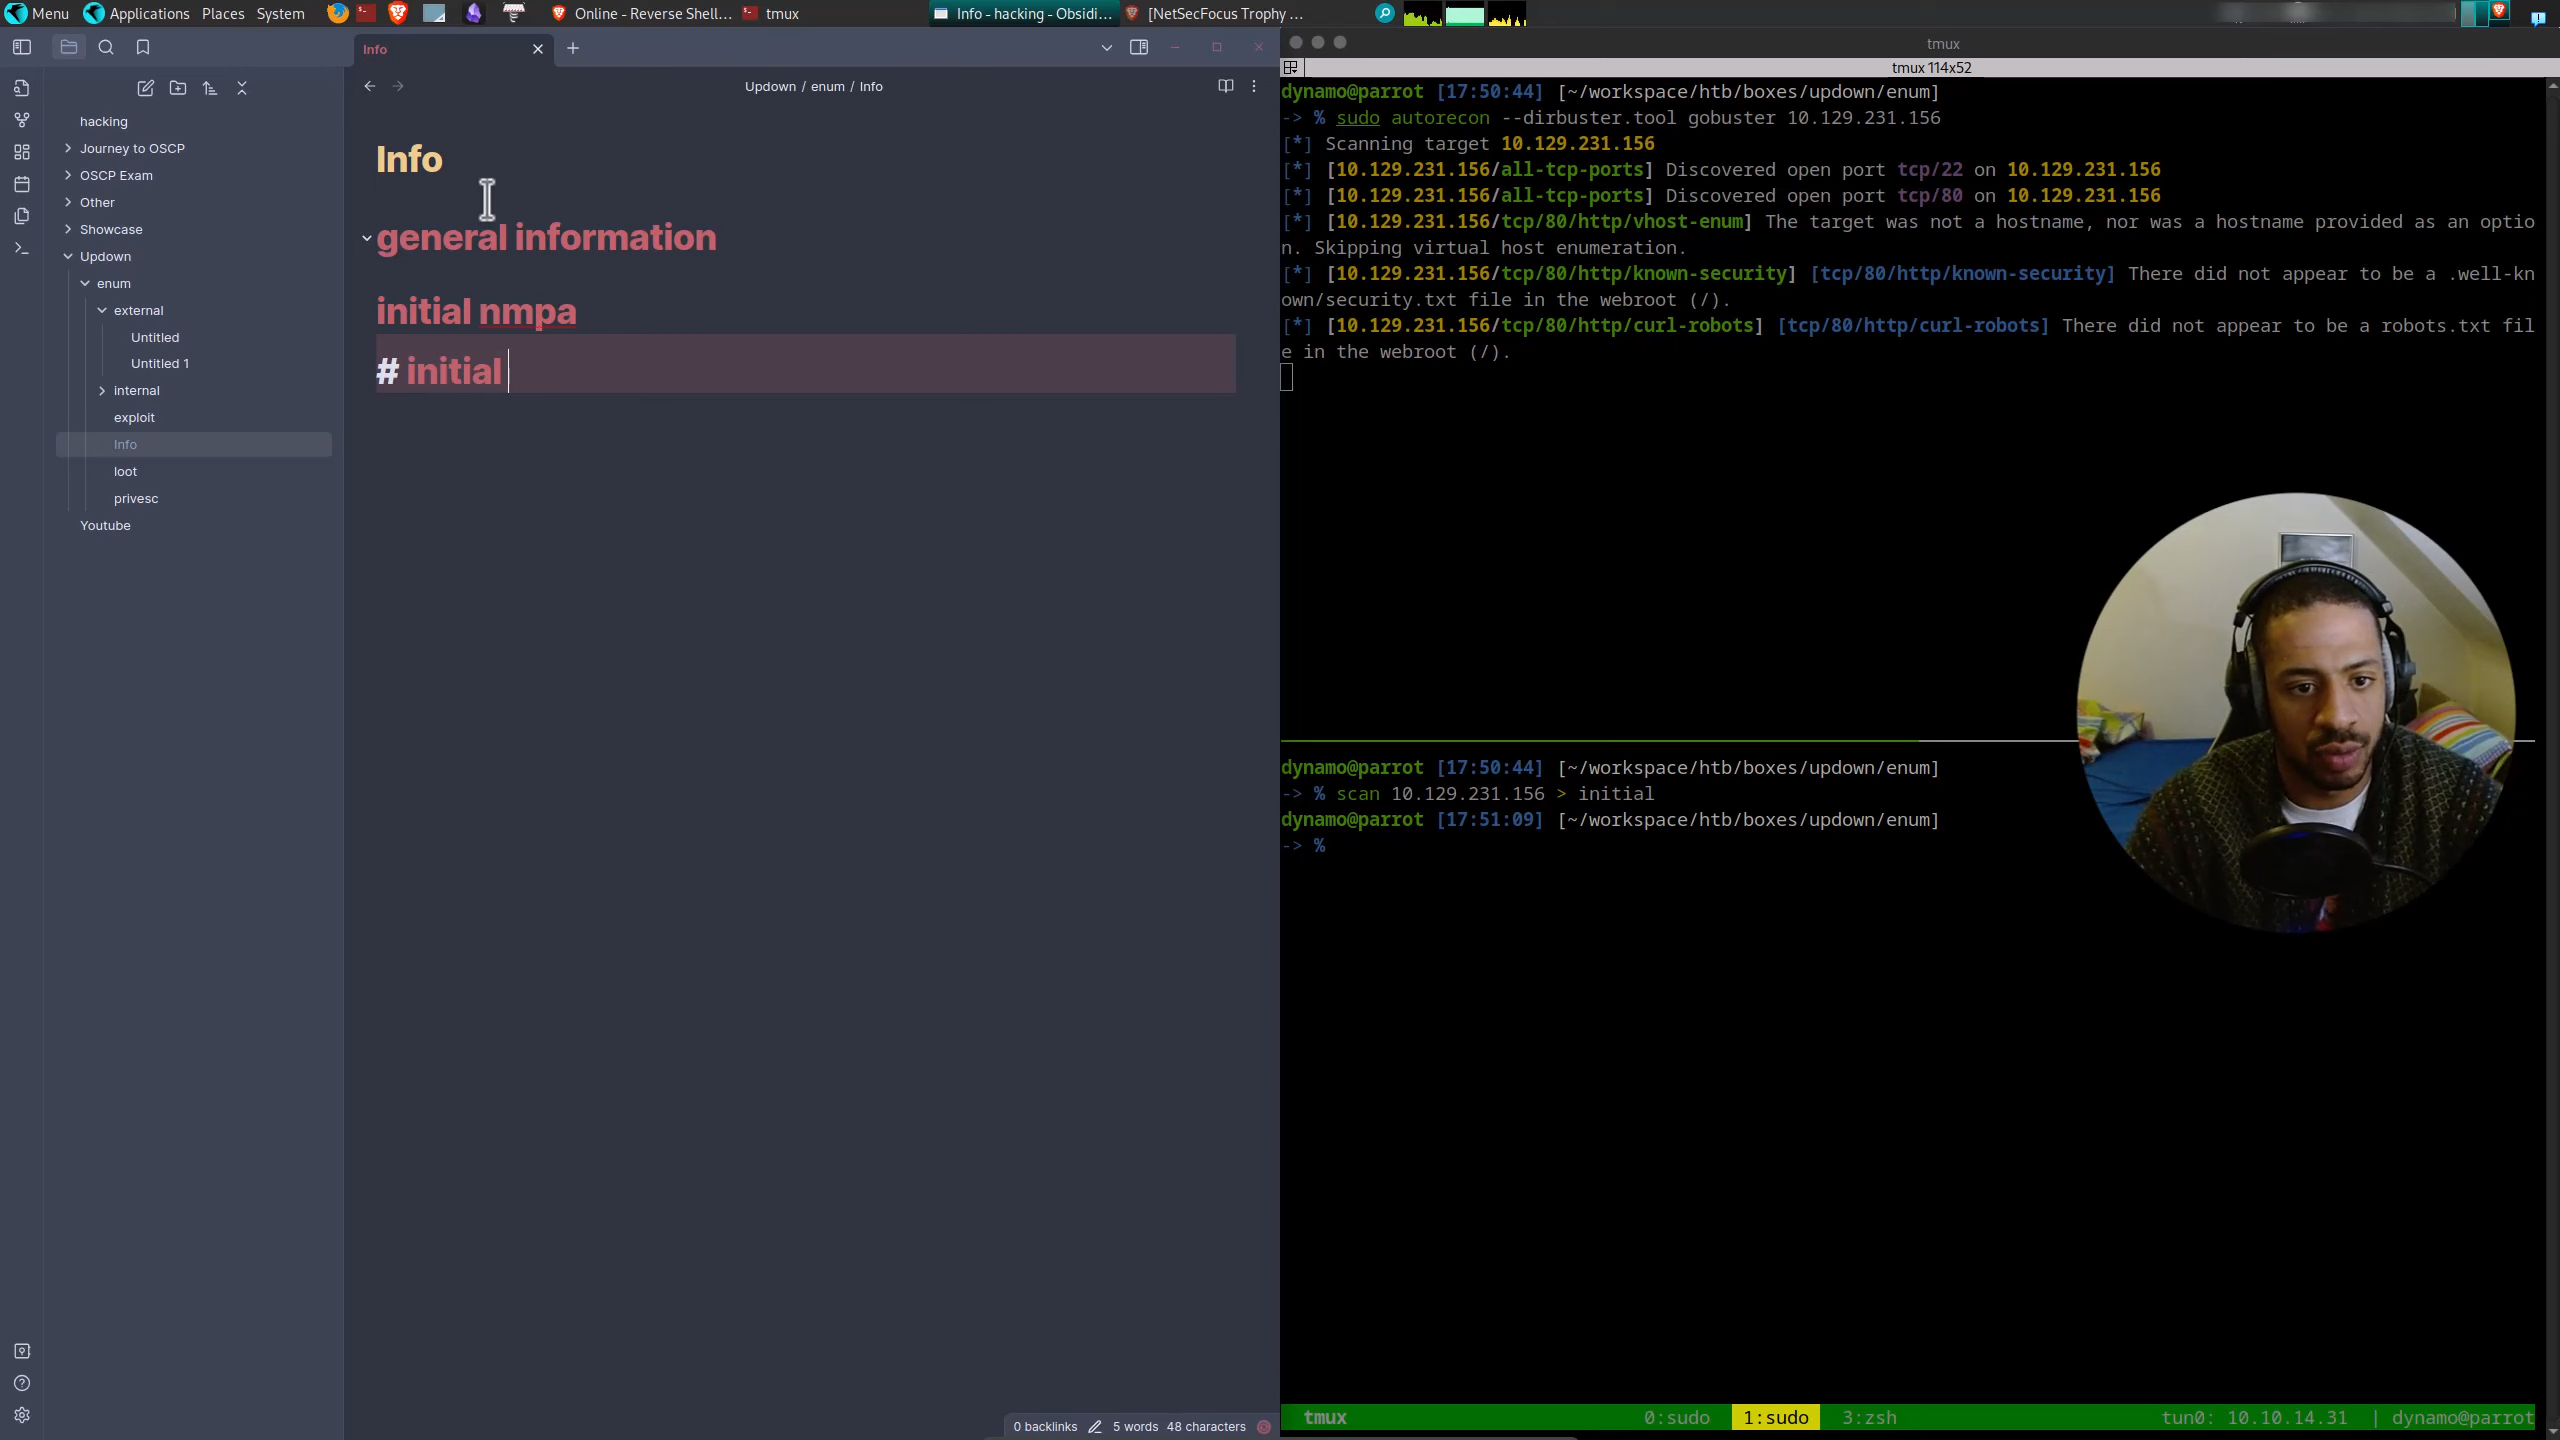 Menu Applications Places System Online - Reverse Shell... tmux Info - hacking - Obsidi... [NetSecFocus Trophy ...
Info
Updown / enum / Info
hacking
Journey to OSCP
OSCP Exam
Other
Showcase
Updown
enum
external
Untitled
Untitled 1
internal
exploit
Info
loot
privesc
Youtube
Info
general information
initial nmpa
# initial
0 backlinks 5 words 48 characters
tmux
tmux 114x52
dynamo@parrot [17:50:44] [~/workspace/htb/boxes/updown/enum]
-> % sudo autorecon --dirbuster.tool gobuster 10.129.231.156
[*] Scanning target 10.129.231.156
[*] [10.129.231.156/all-tcp-ports] Discovered open port tcp/22 on 10.129.231.156
[*] [10.129.231.156/all-tcp-ports] Discovered open port tcp/80 on 10.129.231.156
[*] [10.129.231.156/tcp/80/http/vhost-enum] The target was not a hostname, nor was a hostname provided as an optio
n. Skipping virtual host enumeration.
[*] [10.129.231.156/tcp/80/http/known-security] [tcp/80/http/known-security] There did not appear to be a .well-kn
own/security.txt file in the webroot (/).
[*] [10.129.231.156/tcp/80/http/curl-robots] [tcp/80/http/curl-robots] There did not appear to be a robots.txt fil
e in the webroot (/).
dynamo@parrot [17:50:44] [~/workspace/htb/boxes/updown/enum]
-> % scan 10.129.231.156 > initial
dynamo@parrot [17:51:09] [~/workspace/htb/boxes/updown/enum]
-> %
tmux 0:sudo 1:sudo 3:zsh tun0: 10.10.14.31 | dynamo@parrot